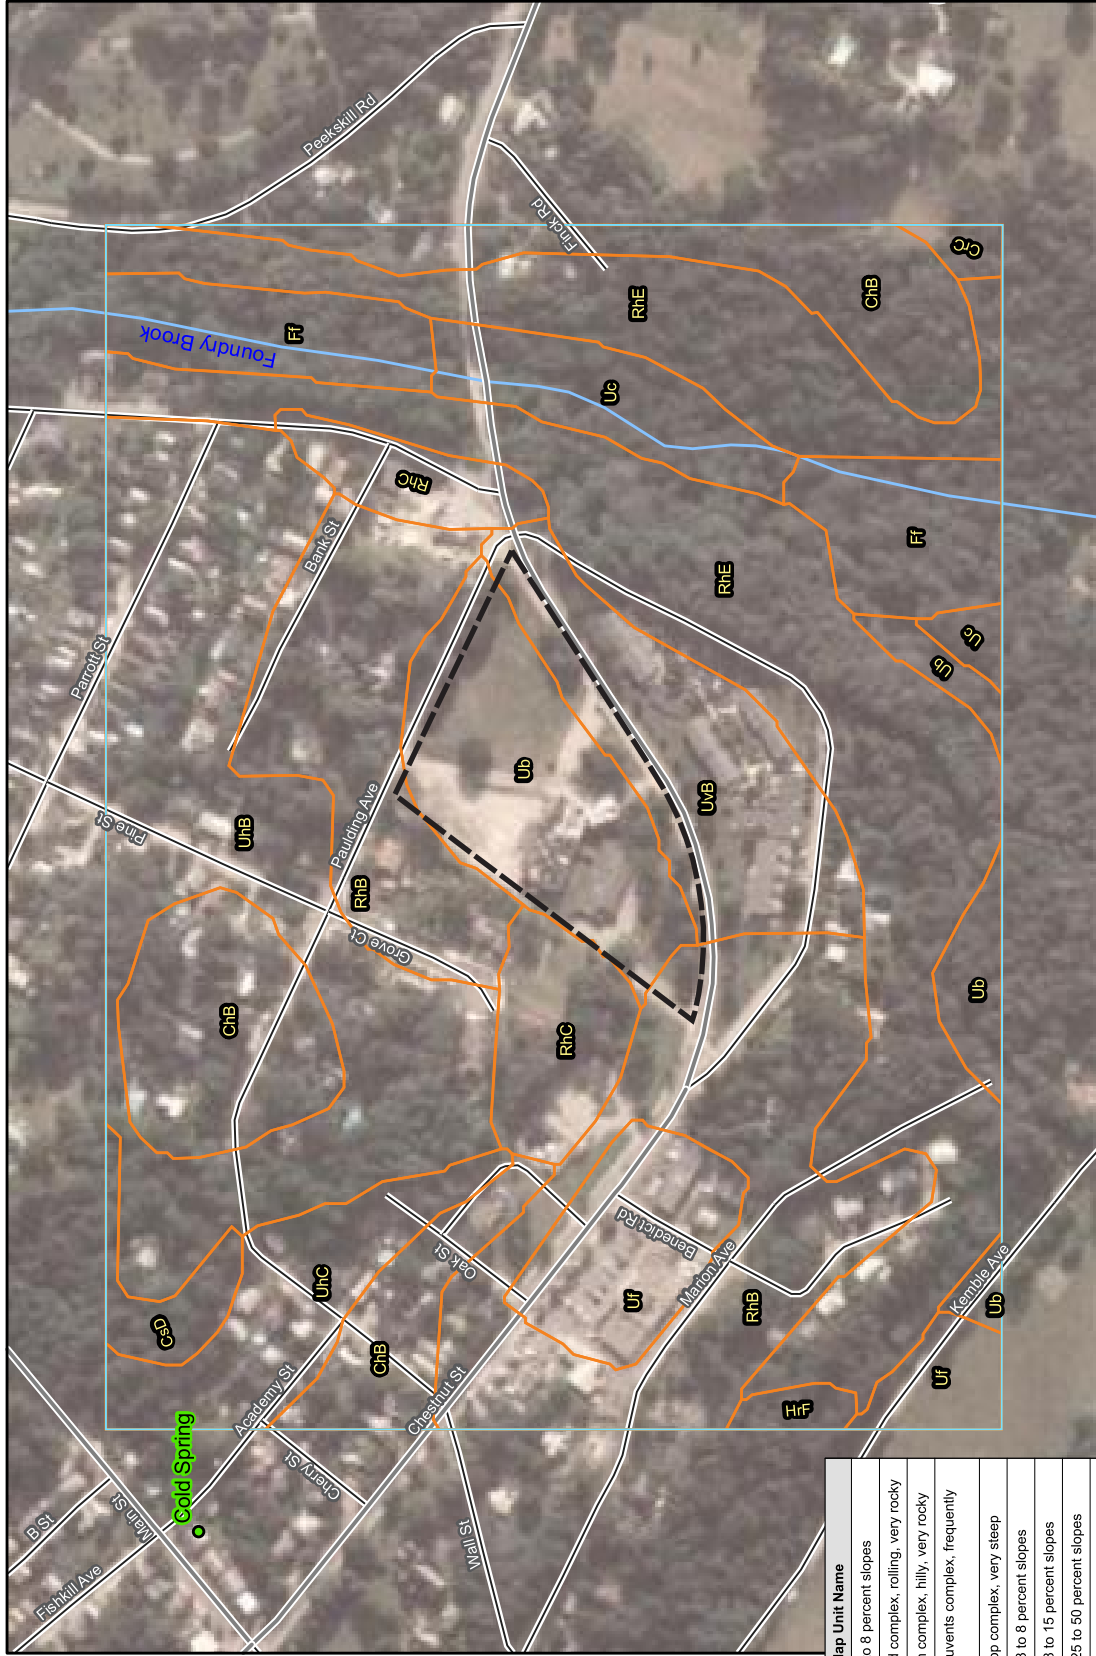 Peekskill Rd
Finck Rd
CrC
ChB
RhE
Ff
Foundry Brook
Uc
RhC
Bank St
Ff
RhE
Uc
Ub
Parrott St
Ub
UvB
Pine St
UhB
Paulding Ave
RhB
Grove Ct
ChB
RhC
Ub
Benedict Rd
Oak St
Marion Ave
UhC
Uf
RhB
Kemble Ave
Ub
CsD
ChB
Academy St
Chestnut St
HrF
Uf
Cold Spring
Cherry St
Main St
B St
Fishkill Ave
Wall St
ap Unit Name
o 8 percent slopes
d complex, rolling, very rocky
n complex, hilly, very rocky
uvents complex, frequently
op complex, very steep
3 to 8 percent slopes
8 to 15 percent slopes
25 to 50 percent slopes